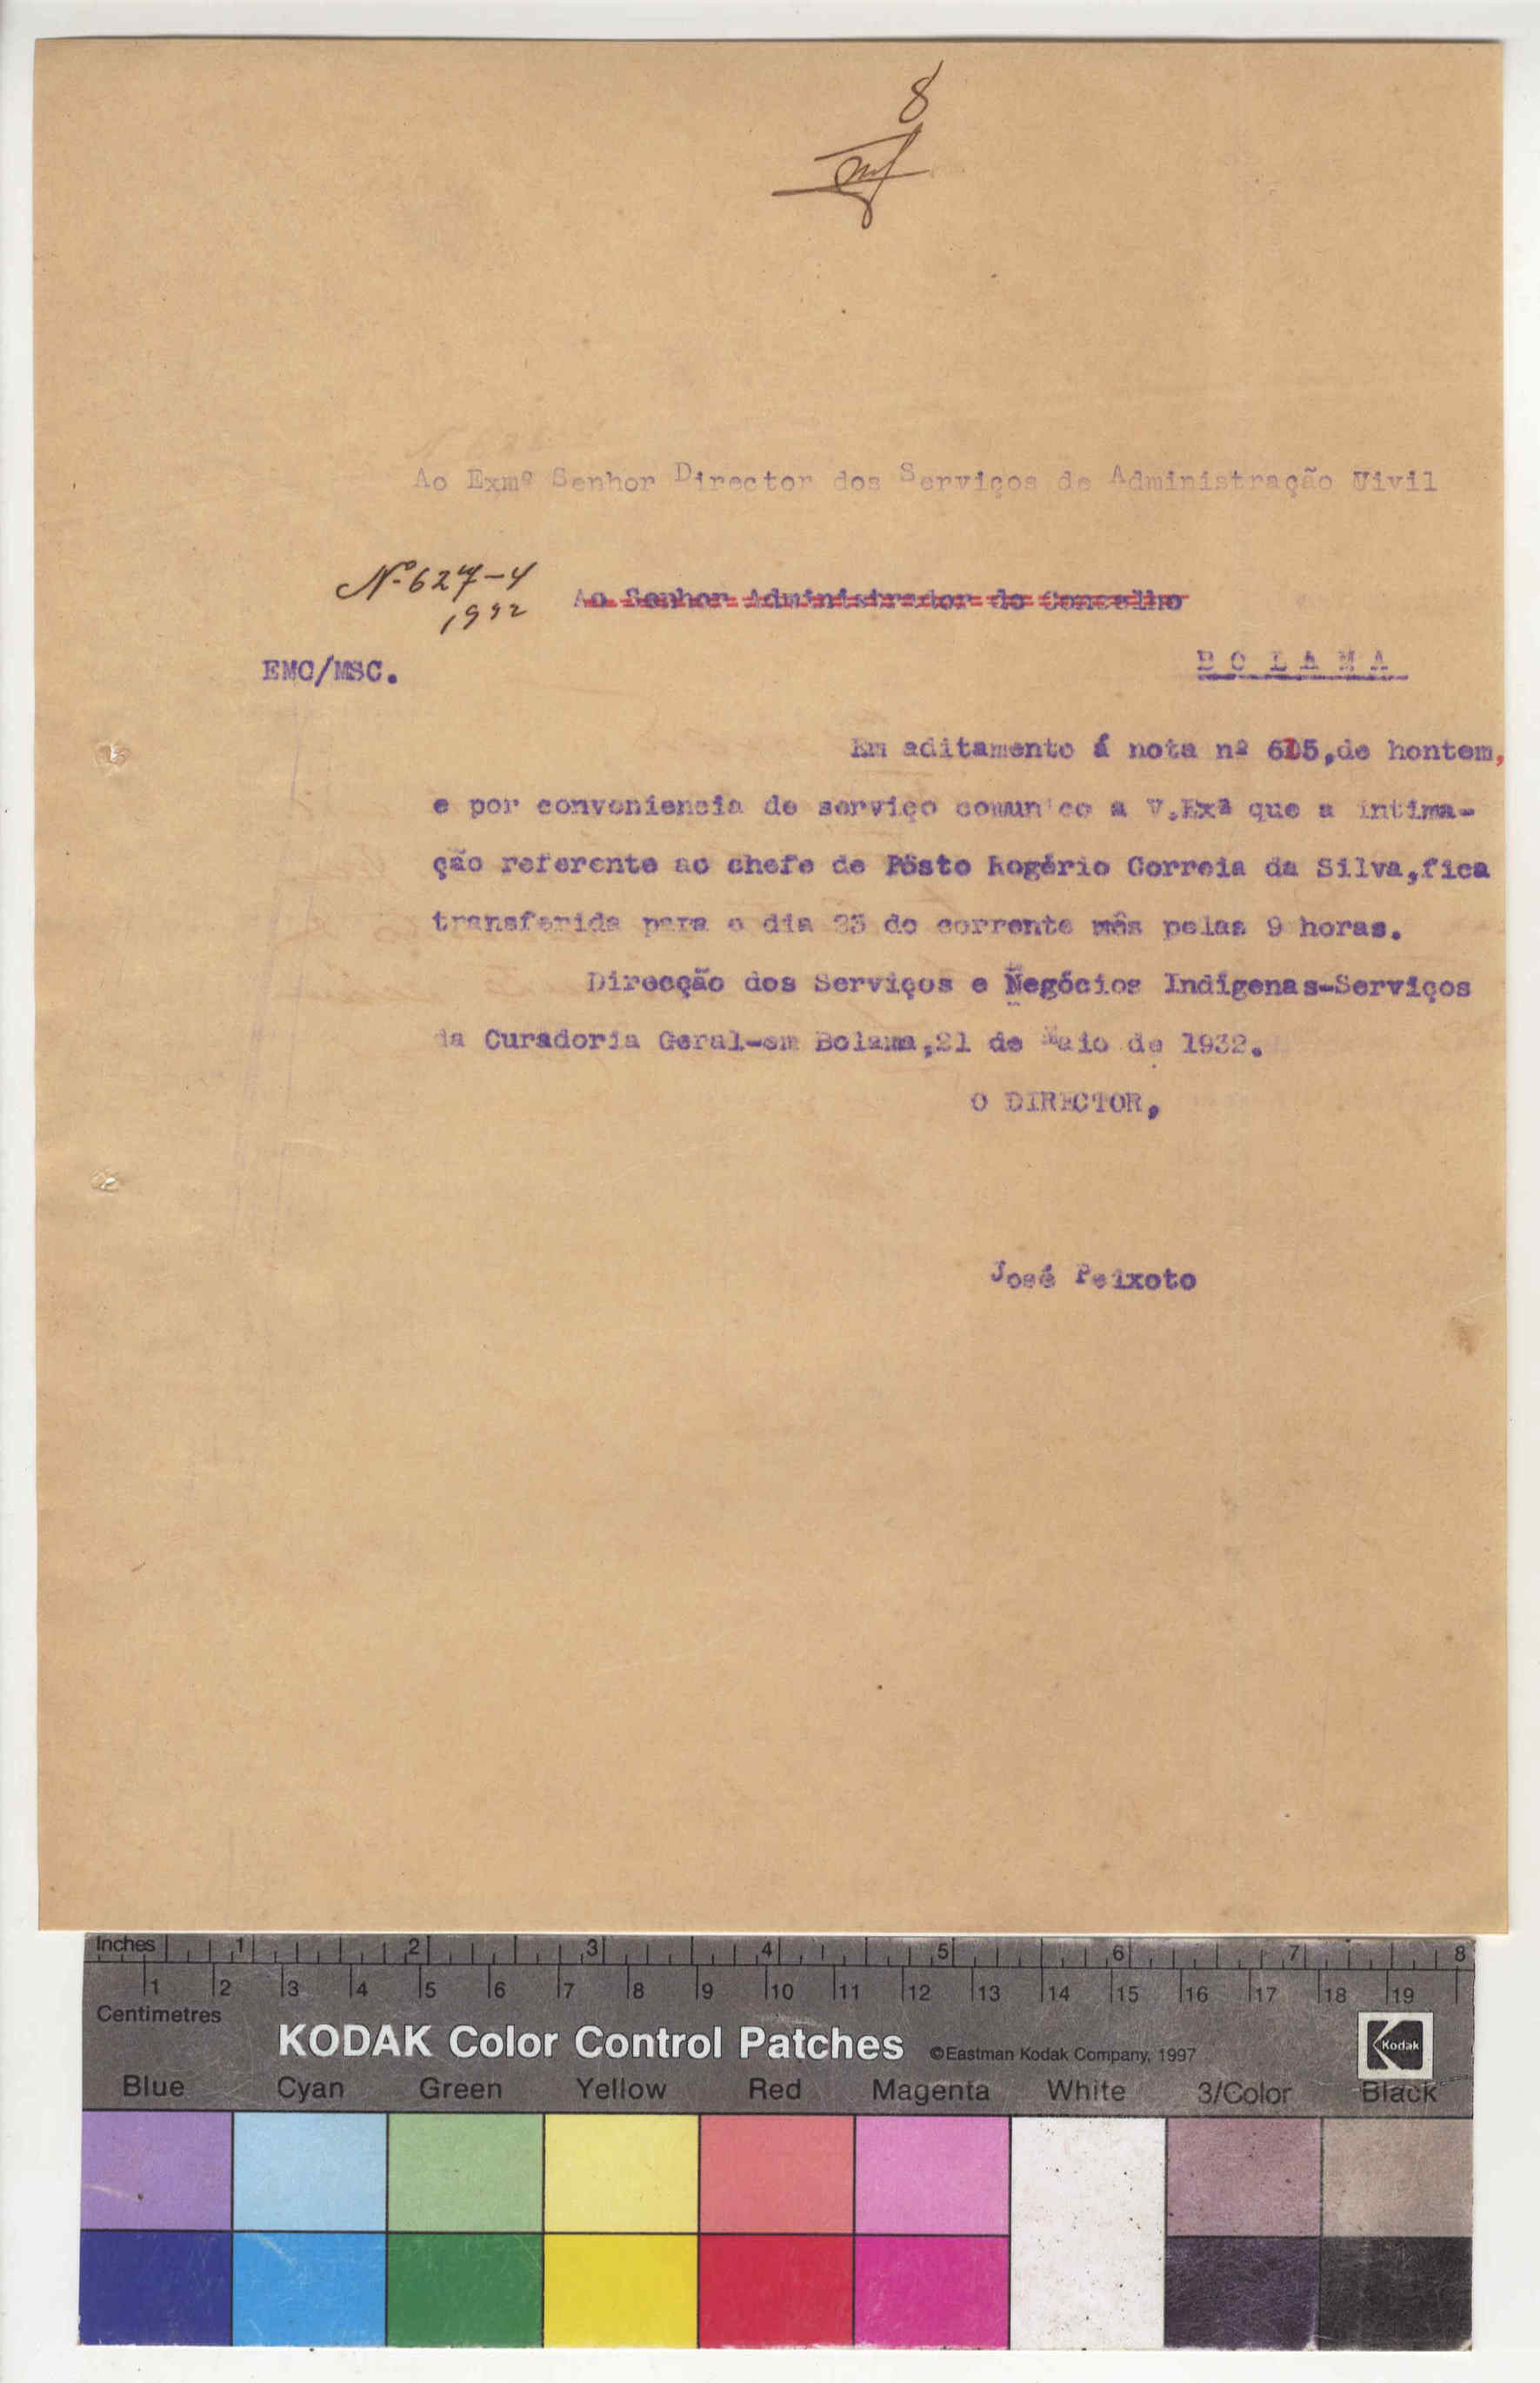 8
Ao Exmº Senhor Director dos Serviços de Administração Civil
Nº 627-4
1932
Ao Senhor Administrador do Concelho
EMC/MSC.
BOLAMA
Em aditamento á nota nº 615,de hontem,
e por conveniencia de serviço comunico a V.Exª que a intima-
ção referente ao chefe de Pôsto Rogério Correia da Silva,fica
transferida para o dia 23 do corrente mês pelas 9 horas.
Direcção dos Serviços e Negócios Indígenas-Serviços
da Curadoria Geral-em Bolama,21 de Maio de 1932.
O DIRECTOR,
José Peixoto
Inches 1 2 3 4 5 6 7 8
1 2 3 4 5 6 7 8 9 10 11 12 13 14 15 16 17 18 19
Centimetres
KODAK Color Control Patches ©Eastman Kodak Company, 1997 Kodak
Blue Cyan Green Yellow Red Magenta White 3/Color Black